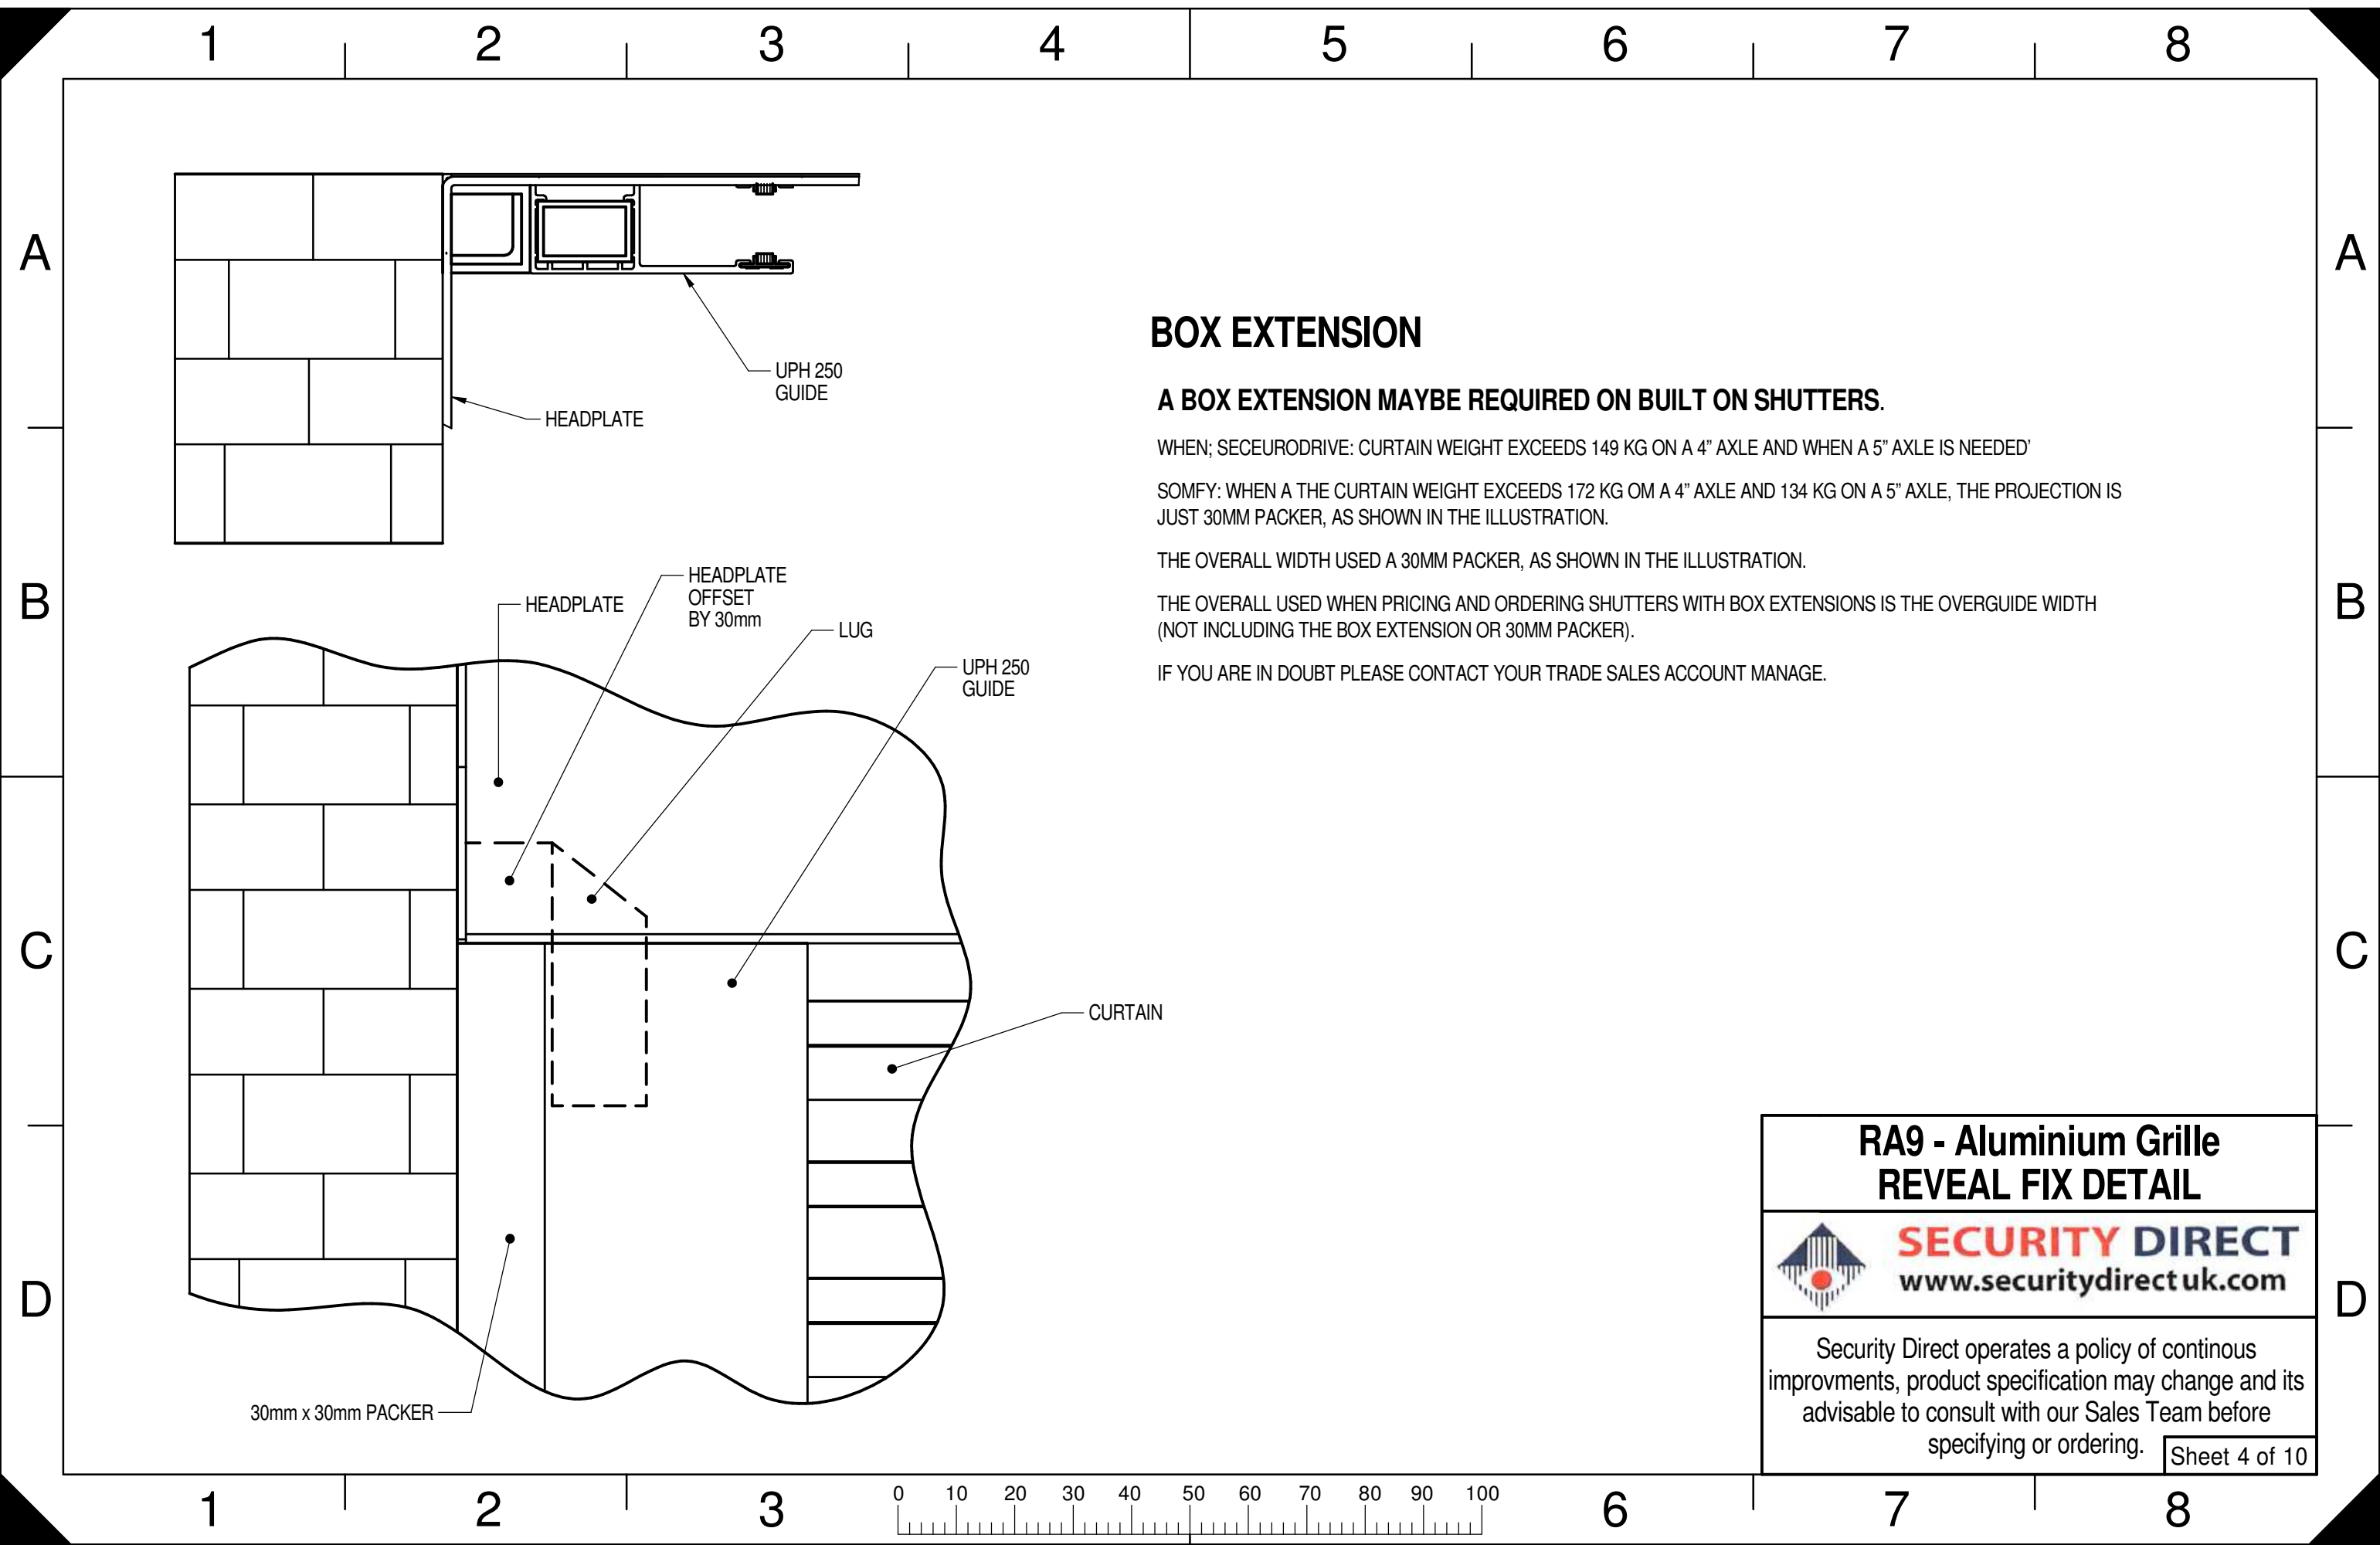 1 2 3 4 5 6 7 8
A A
UPH 250
GUIDE
HEADPLATE
BOX EXTENSION
A BOX EXTENSION MAYBE REQUIRED ON BUILT ON SHUTTERS.
WHEN; SECEURODRIVE: CURTAIN WEIGHT EXCEEDS 149 KG ON A 4” AXLE AND WHEN A 5” AXLE IS NEEDED’
SOMFY: WHEN A THE CURTAIN WEIGHT EXCEEDS 172 KG OM A 4” AXLE AND 134 KG ON A 5” AXLE, THE PROJECTION IS
JUST 30MM PACKER, AS SHOWN IN THE ILLUSTRATION.
THE OVERALL WIDTH USED A 30MM PACKER, AS SHOWN IN THE ILLUSTRATION.
THE OVERALL USED WHEN PRICING AND ORDERING SHUTTERS WITH BOX EXTENSIONS IS THE OVERGUIDE WIDTH
(NOT INCLUDING THE BOX EXTENSION OR 30MM PACKER).
IF YOU ARE IN DOUBT PLEASE CONTACT YOUR TRADE SALES ACCOUNT MANAGE.
B B
HEADPLATE
HEADPLATE
OFFSET
BY 30mm
LUG
UPH 250
GUIDE
C C
CURTAIN
D D
30mm x 30mm PACKER
RA9 - Aluminium Grille
REVEAL FIX DETAIL
SECURITY DIRECT
www.securitydirectuk.com
Security Direct operates a policy of continous
improvments, product specification may change and its
advisable to consult with our Sales Team before
specifying or ordering.
Sheet 4 of 10
0 10 20 30 40 50 60 70 80 90 100
1 2 3 6 7 8